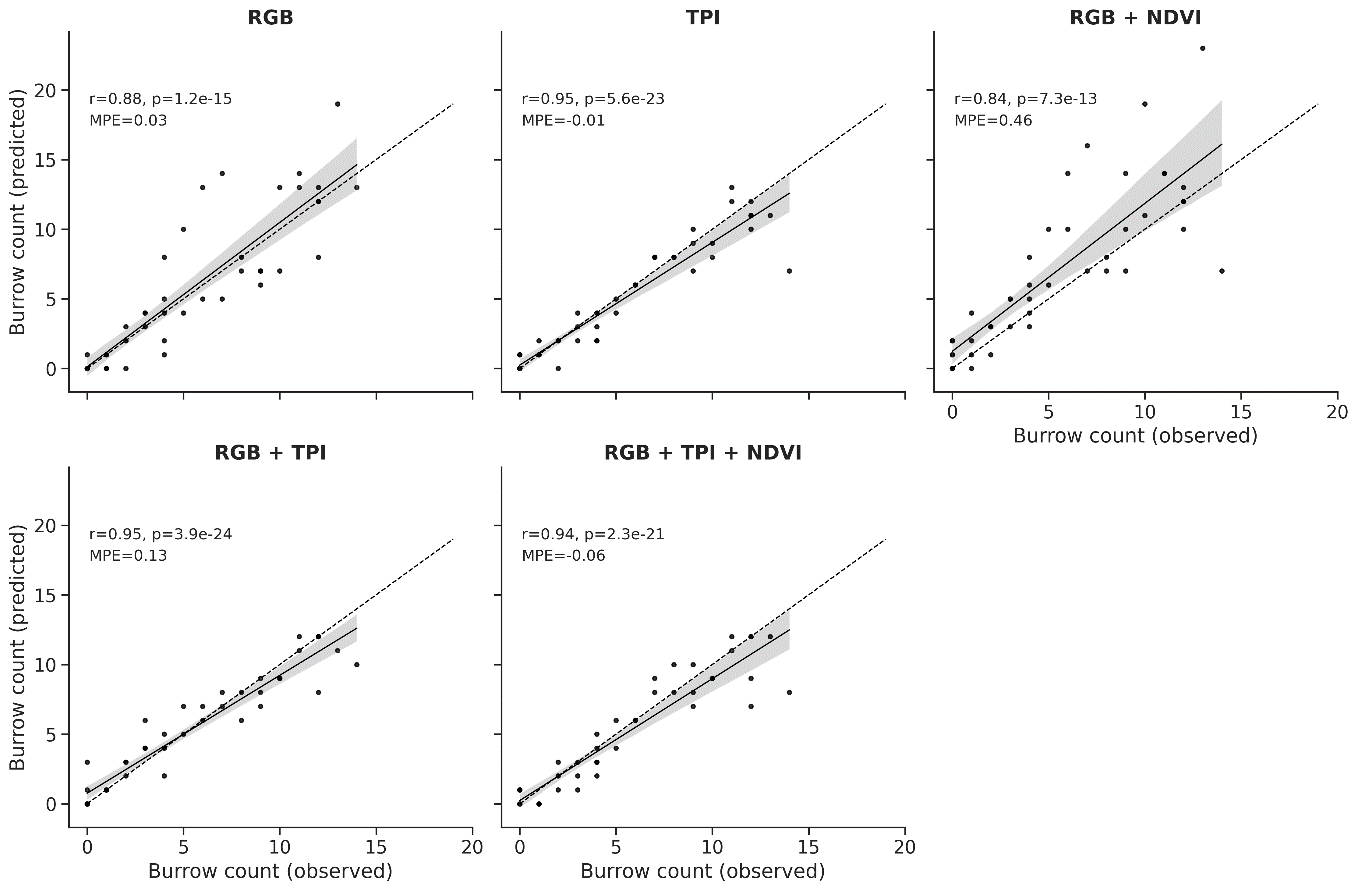 RGB
TPI
RGB + NDVI
r=0.88, p=1.2e-15
MPE=0.03
r=0.95, p=5.6e-23
MPE=-0.01
r=0.84, p=7.3e-13
MPE=0.46
Burrow count (predicted)
20
15
10
5
0
0
5
10
15
20
Burrow count (observed)
RGB + TPI
RGB + TPI + NDVI
r=0.95, p=3.9e-24
MPE=0.13
r=0.94, p=2.3e-21
MPE=-0.06
Burrow count (predicted)
20
15
10
5
0
0
5
10
15
20
Burrow count (observed)
0
5
10
15
20
Burrow count (observed)